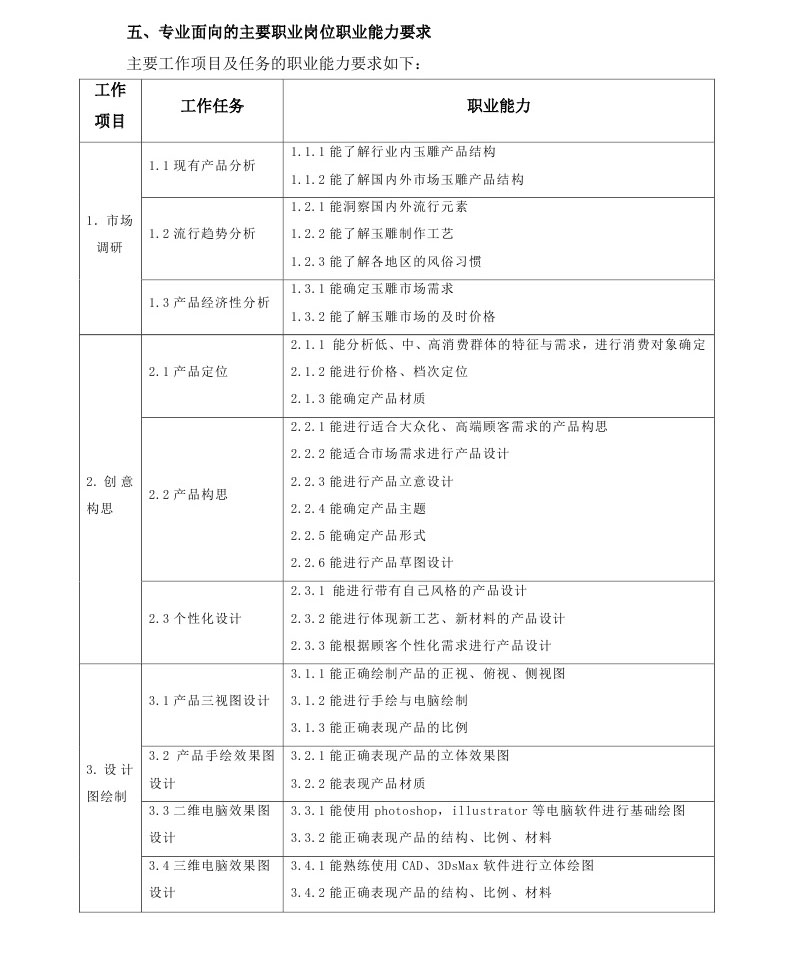 五、专业面向的主要职业岗位职业能力要求
主要工作项目及任务的职业能力要求如下：
工作
项目
工作任务
职业能力
1. 市场
调研
1.1 现有产品分析
1.1.1 能了解行业内玉雕产品结构
1.1.2 能了解国内外市场玉雕产品结构
1.2 流行趋势分析
1.2.1 能洞察国内外流行元素
1.2.2 能了解玉雕制作工艺
1.2.3 能了解各地区的风俗习惯
1.3 产品经济性分析
1.3.1 能确定玉雕市场需求
1.3.2 能了解玉雕市场的及时价格
2. 创 意
构思
2.1 产品定位
2.1.1 能分析低、中、高消费群体的特征与需求，进行消费对象确定
2.1.2 能进行价格、档次定位
2.1.3 能确定产品材质
2.2 产品构思
2.2.1 能进行适合大众化、高端顾客需求的产品构思
2.2.2 能适合市场需求进行产品设计
2.2.3 能进行产品立意设计
2.2.4 能确定产品主题
2.2.5 能确定产品形式
2.2.6 能进行产品草图设计
2.3 个性化设计
2.3.1 能进行带有自己风格的产品设计
2.3.2 能进行体现新工艺、新材料的产品设计
2.3.3 能根据顾客个性化需求进行产品设计
3. 设 计
图绘制
3.1 产品三视图设计
3.1.1 能正确绘制产品的正视、俯视、侧视图
3.1.2 能进行手绘与电脑绘制
3.1.3 能正确表现产品的比例
3.2 产品手绘效果图
设计
3.2.1 能正确表现产品的立体效果图
3.2.2 能表现产品材质
3.3 二维电脑效果图
设计
3.3.1 能使用 photoshop，illustrator 等电脑软件进行基础绘图
3.3.2 能正确表现产品的结构、比例、材料
3.4 三维电脑效果图
设计
3.4.1 能熟练使用 CAD、3DsMax 软件进行立体绘图
3.4.2 能正确表现产品的结构、比例、材料